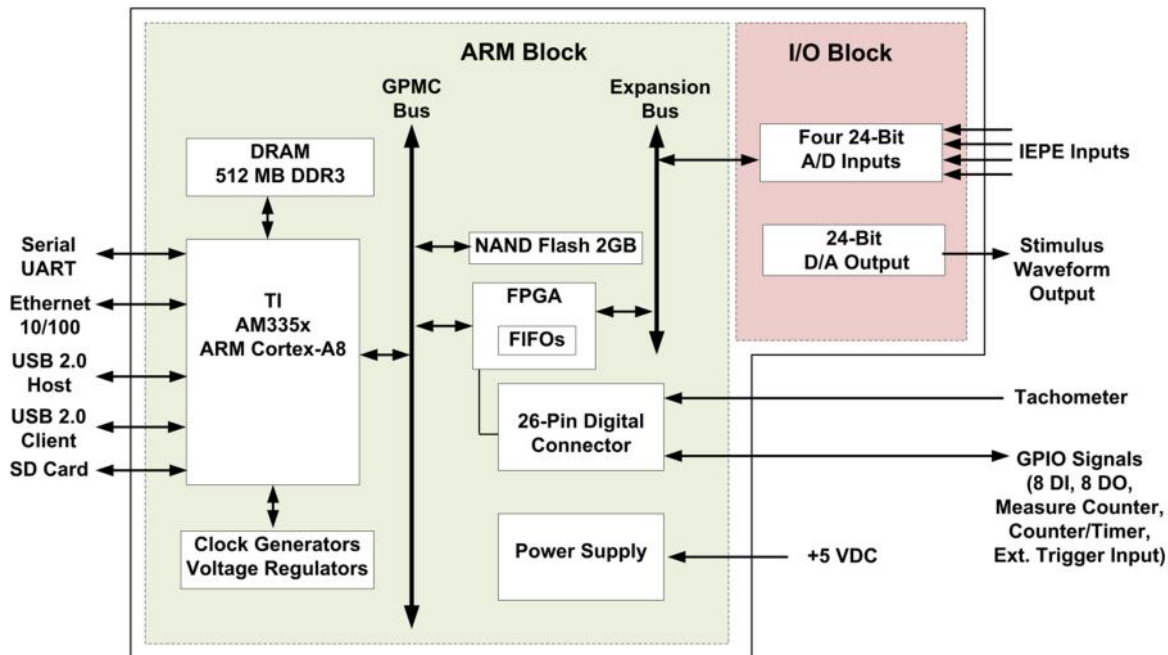 ARM Block
I/O Block
GPMC
Bus
Expansion
Bus
DRAM
512 MB DDR3
Four 24-Bit
A/D Inputs
IEPE Inputs
Serial
UART
NAND Flash 2GB
24-Bit
D/A Output
Stimulus
Waveform
Output
Ethernet
10/100
TI
AM335x
ARM Cortex-A8
FPGA
FIFOs
USB 2.0
Host
USB 2.0
Client
SD Card
26-Pin Digital
Connector
Tachometer
GPIO Signals
(8 DI, 8 DO,
Measure Counter,
Counter/Timer,
Ext. Trigger Input)
Clock Generators
Voltage Regulators
Power Supply
+5 VDC